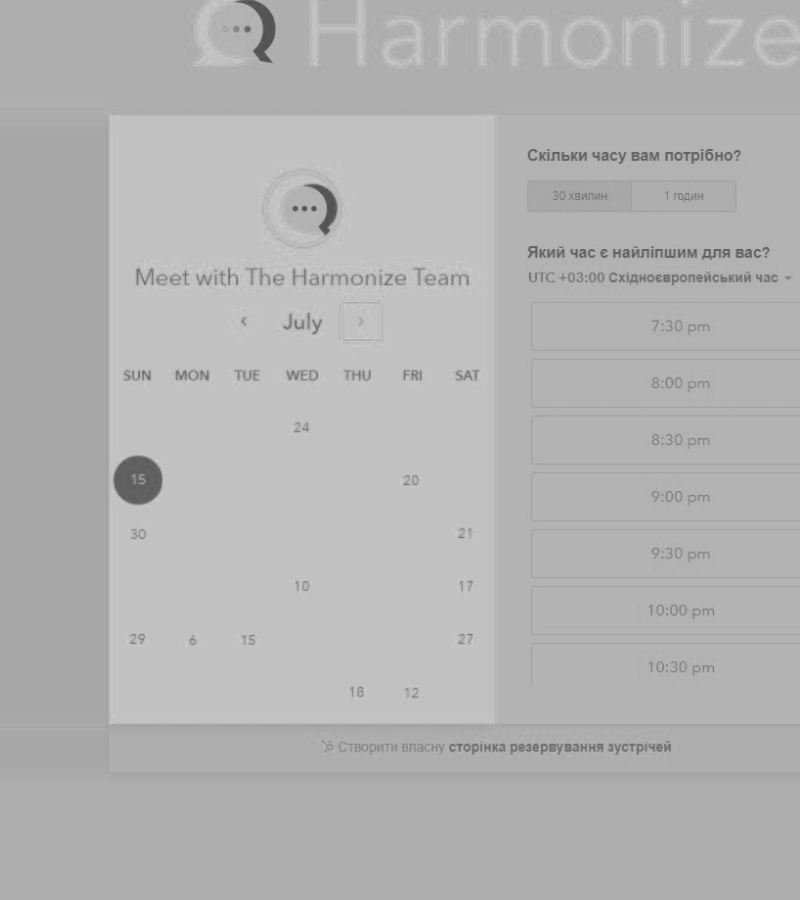 Harmonize
Meet with The Harmonize Team
July
SUN MON TUE WED THU FRI SAT
24
15 20
30 21
10 17
29 6 15 27
18 12
Скільки часу вам потрібно?
30 хвилин 1 годин
Який час є найліпшим для вас?
UTC +03:00 Східноєвропейський час
7:30 pm
8:00 pm
8:30 pm
9:00 pm
9:30 pm
10:00 pm
10:30 pm
Створити власну сторінка резервування зустрічей